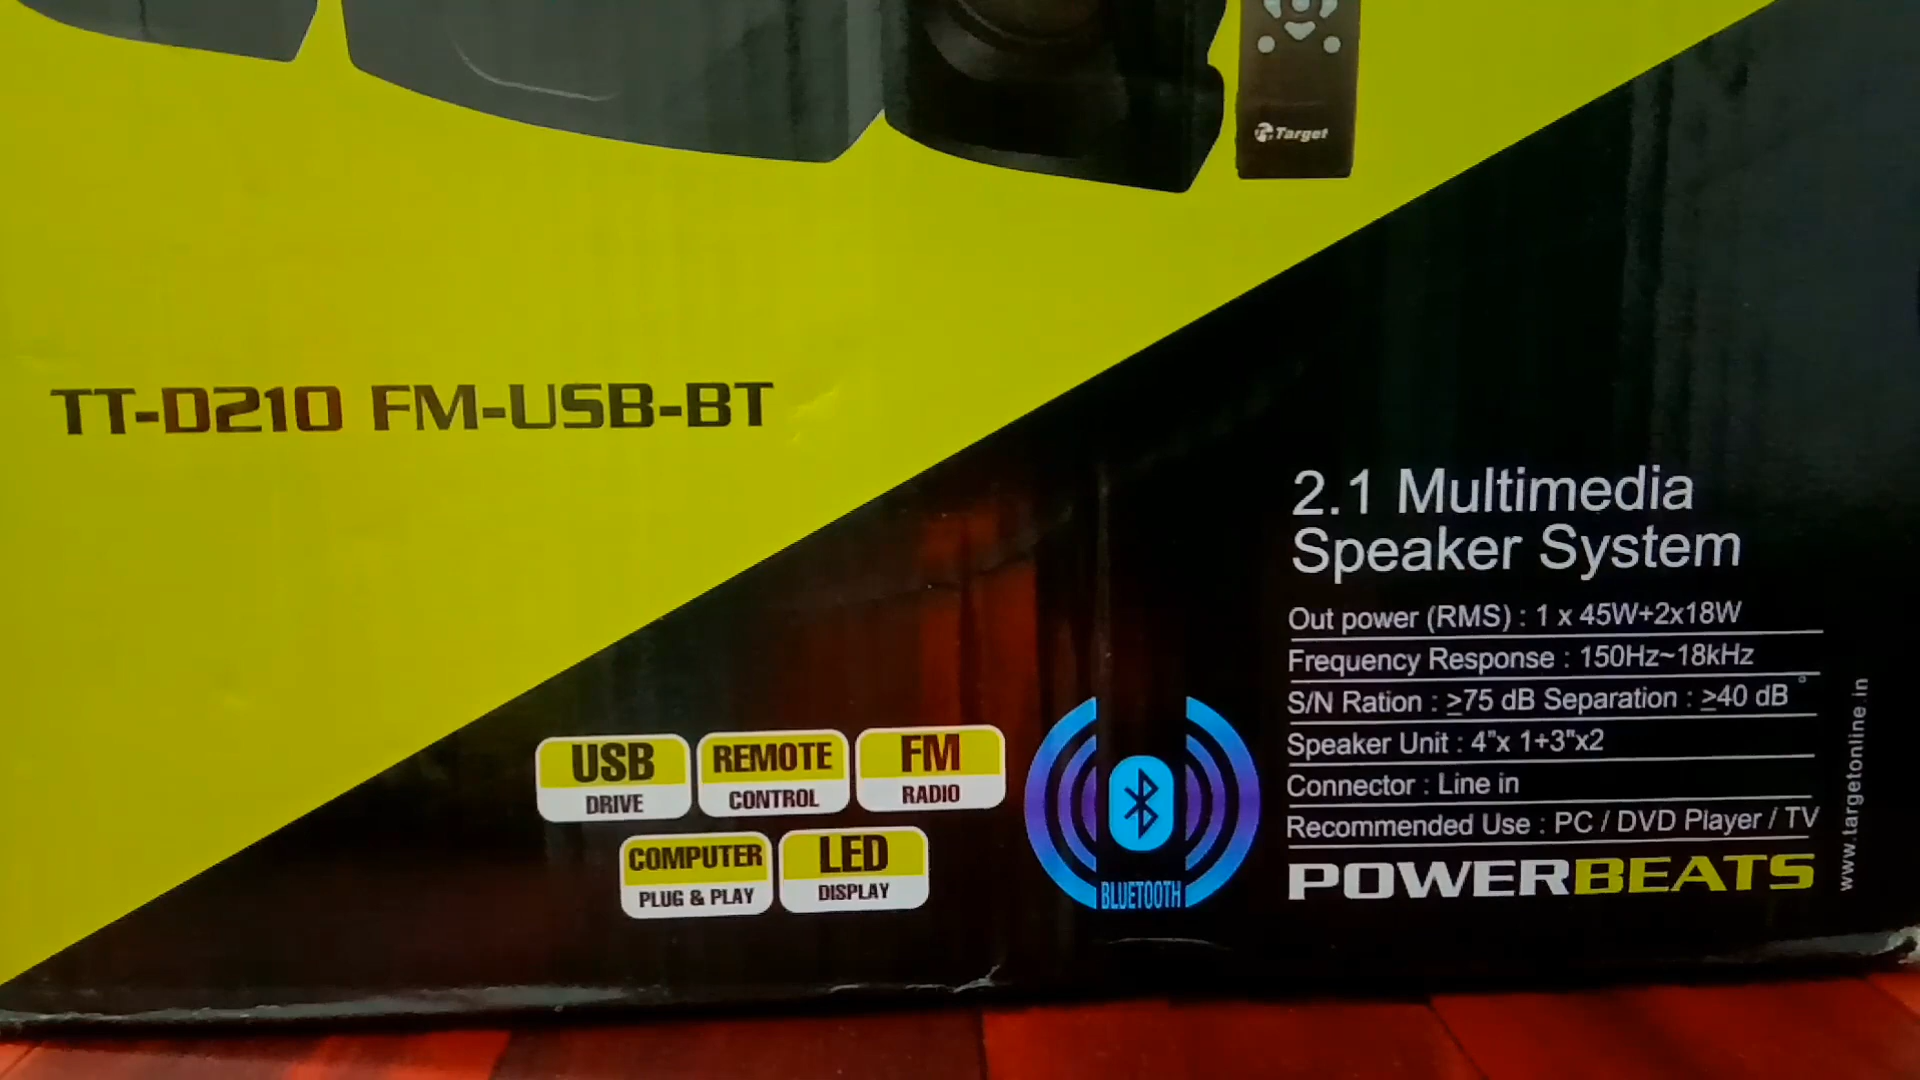 Target
TT-D210 FM-USB-BT
2.1 Multimedia
Speaker System
Out power (RMS) : 1 x 45W+2x18W
Frequency Response : 150Hz~18kHz
S/N Ration : ≥75 dB Separation : ≥40 dB
Speaker Unit : 4"x 1+3"x2
Connector : Line in
Recommended Use : PC / DVD Player / TV
POWERBEATS
www.targetonline.in
USB
DRIVE
REMOTE
CONTROL
FM
RADIO
COMPUTER
PLUG & PLAY
LED
DISPLAY
BLUETOOTH